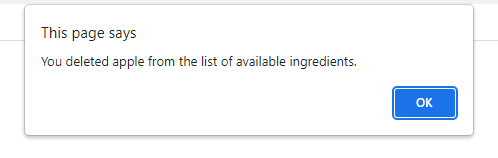 This page says
You deleted apple from the list of available ingredients.
OK